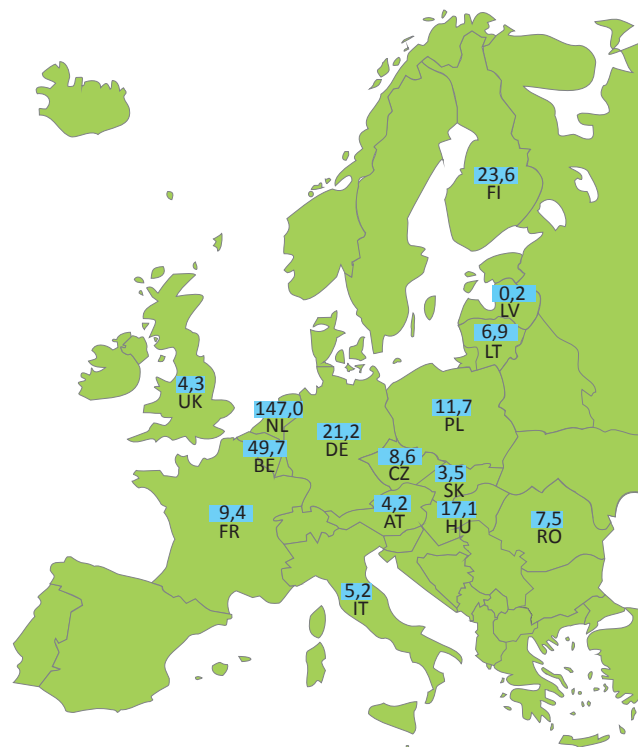 23,6
FI
0,2
LV
6,9
LT
4,3
UK
147,0
NL
49,7
BE
21,2
DE
11,7
PL
8,6
CZ
3,5
SK
4,2
AT
17,1
HU
9,4
FR
7,5
RO
5,2
IT